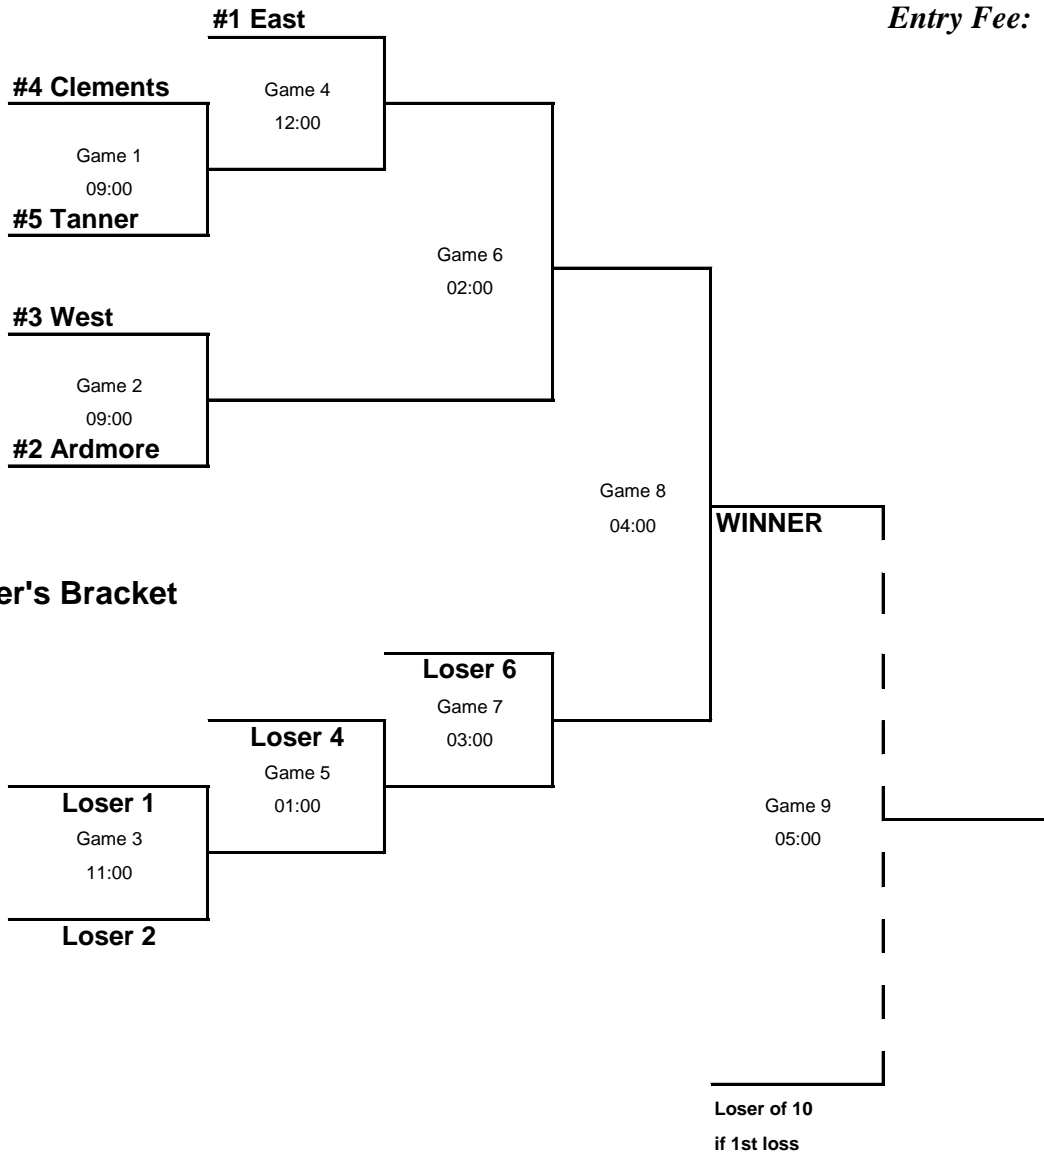 #1 East
Entry Fee:
#4 Clements
Game 4
12:00
Game 1
09:00
#5 Tanner
Game 6
02:00
#3 West
Game 2
09:00
#2 Ardmore
Game 8
04:00
WINNER
er's Bracket
Loser 6
Game 7
03:00
Loser 4
Game 5
01:00
Loser 1
Game 3
11:00
Loser 2
Game 9
05:00
Loser of 10
if 1st loss